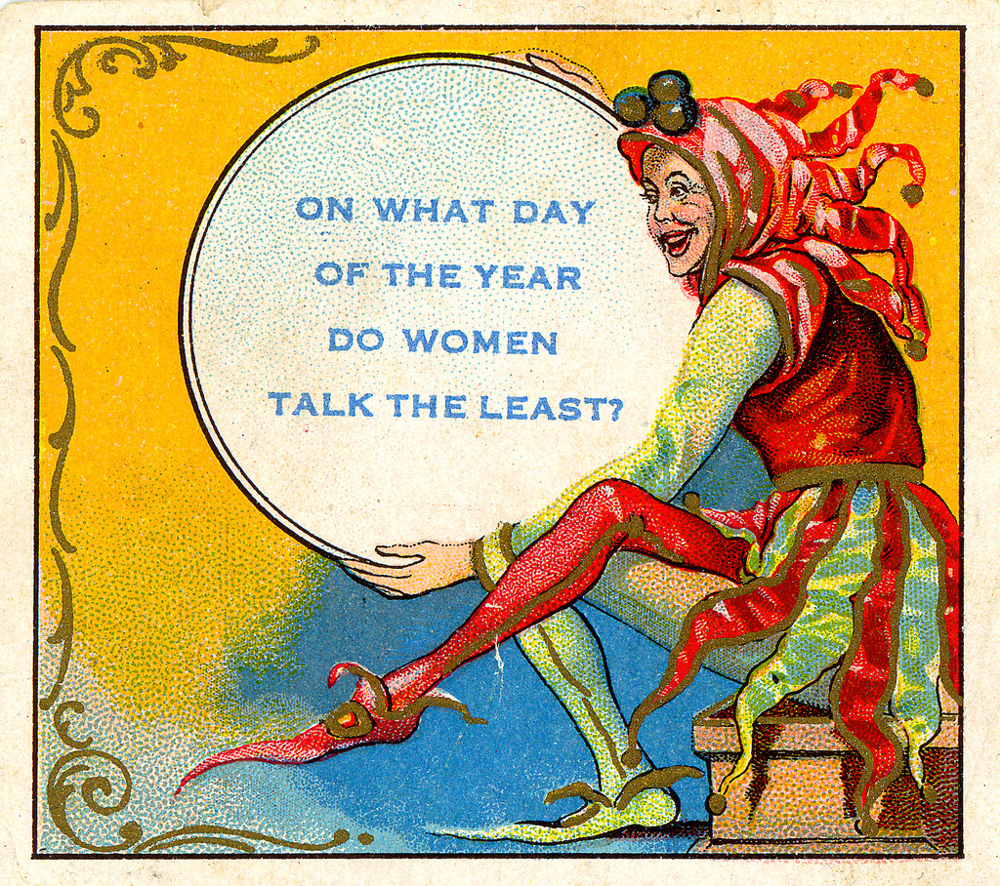 ON WHAT DAY
OF THE YEAR
DO WOMEN
TALK THE LEAST?